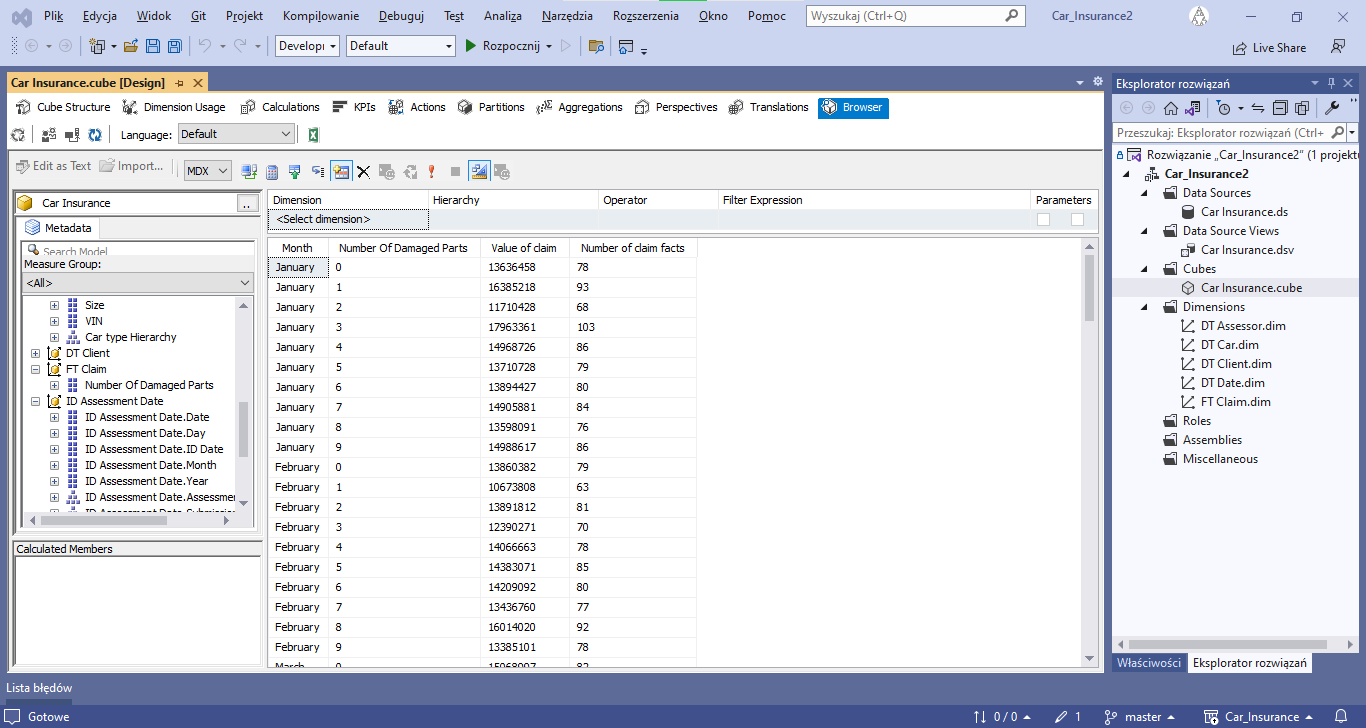 Plik Edycja Widok Git Projekt Kompilowanie Debuguj Test Analiza Narzędzia Rozszerzenia Okno Pomoc Wyszukaj (Ctrl+Q) Car_Insurance2
Developi Default Rozpocznij Live Share
Car Insurance.cube [Design]
Cube Structure Dimension Usage Calculations KPIs Actions Partitions Aggregations Perspectives Translations Browser
Language: Default
Edit as Text Import... MDX
Car Insurance ..
Metadata
Search Model
Measure Group:
<All>
Size
VIN
Car type Hierarchy
DT Client
FT Claim
Number Of Damaged Parts
ID Assessment Date
ID Assessment Date.Date
ID Assessment Date.Day
ID Assessment Date.ID Date
ID Assessment Date.Month
ID Assessment Date.Year
ID Assessment Date.Assessmer
ID Assessment Date.Submissio
Calculated Members
Dimension Hierarchy Operator Filter Expression Parameters
<Select dimension>
Month Number Of Damaged Parts Value of claim Number of claim facts
January 0 13636458 78
January 1 16385218 93
January 2 11710428 68
January 3 17963361 103
January 4 14968726 86
January 5 13710728 79
January 6 13894427 80
January 7 14905881 84
January 8 13598091 76
January 9 14988617 86
February 0 13860382 79
February 1 10673808 63
February 2 13891812 81
February 3 12390271 70
February 4 14066663 78
February 5 14383071 85
February 6 14209092 80
February 7 13436760 77
February 8 16014020 92
February 9 13385101 78
March 0 15068007 82
Eksplorator rozwiązań
Przeszukaj: Eksplorator rozwiązań (Ctrl+
Rozwiązanie „Car_Insurance2" (1 projektu
Car_Insurance2
Data Sources
Car Insurance.ds
Data Source Views
Car Insurance.dsv
Cubes
Car Insurance.cube
Dimensions
DT Assessor.dim
DT Car.dim
DT Client.dim
DT Date.dim
FT Claim.dim
Roles
Assemblies
Miscellaneous
Właściwości Eksplorator rozwiązań
Lista błędów
Gotowe 0 / 0 1 master Car_Insurance